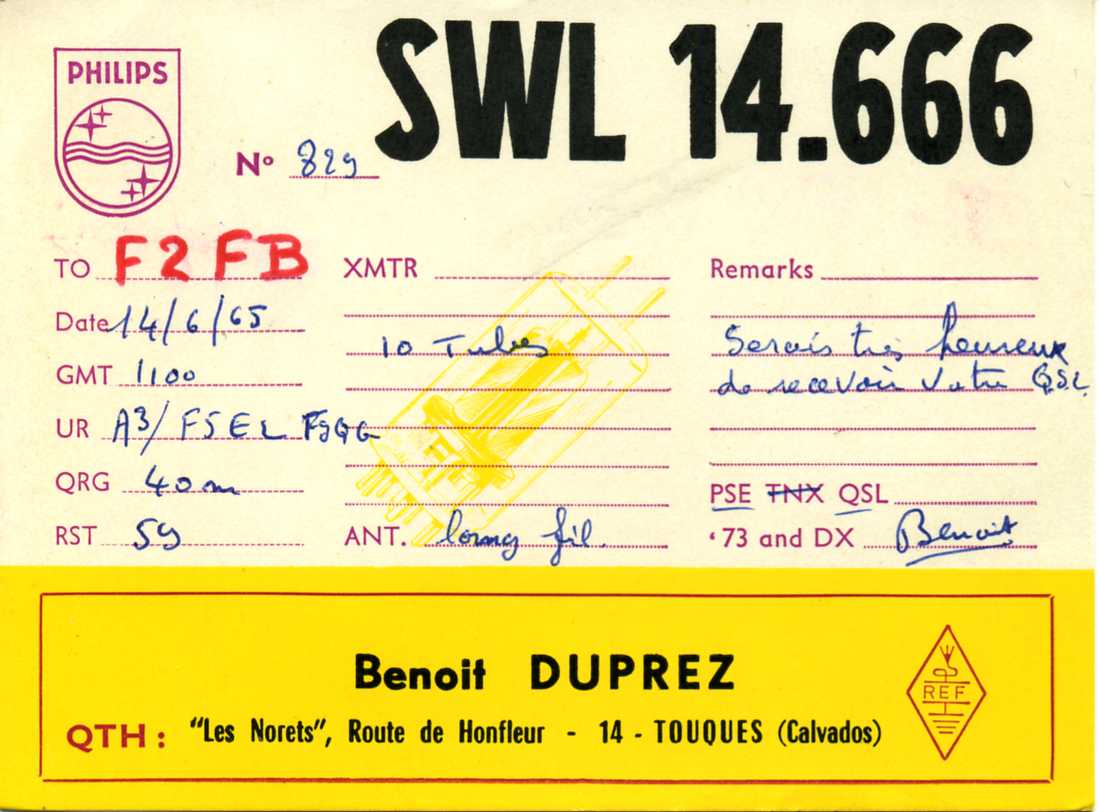 PHILIPS
SWL 14.666
Nº 829
TO F2FB
Date 14/6/65
GMT 1100
UR A3/F5EL F9QG
QRG 40m
RST 59
XMTR
10 Tubes
ANT. long fil.
Remarks
Serais très heureux
de recevoir votre QSL
PSE TNX QSL
'73 and DX Benoit
Benoit DUPREZ
QTH: "Les Norets", Route de Honfleur - 14 - TOUQUES (Calvados)
REF